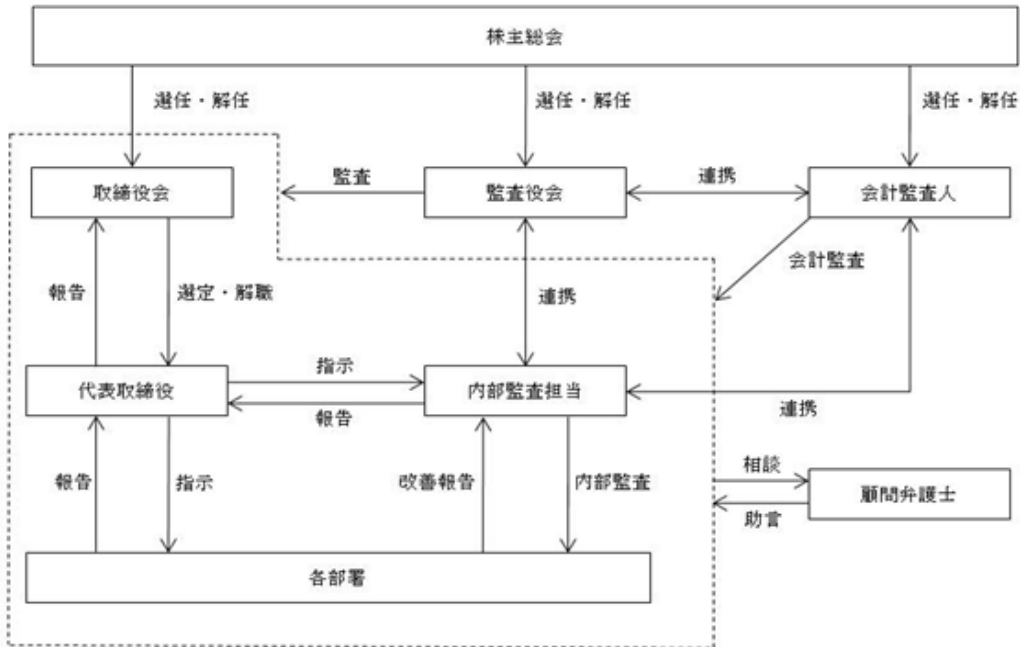 株主総会
選任・解任
選任・解任
選任・解任
取締役会
監査
監査役会
連携
会計監査人
会計監査
報告
選定・解職
連携
代表取締役
指示
報告
内部監査担当
連携
報告
指示
改善報告
内部監査
相談
助言
顧問弁護士
各部署